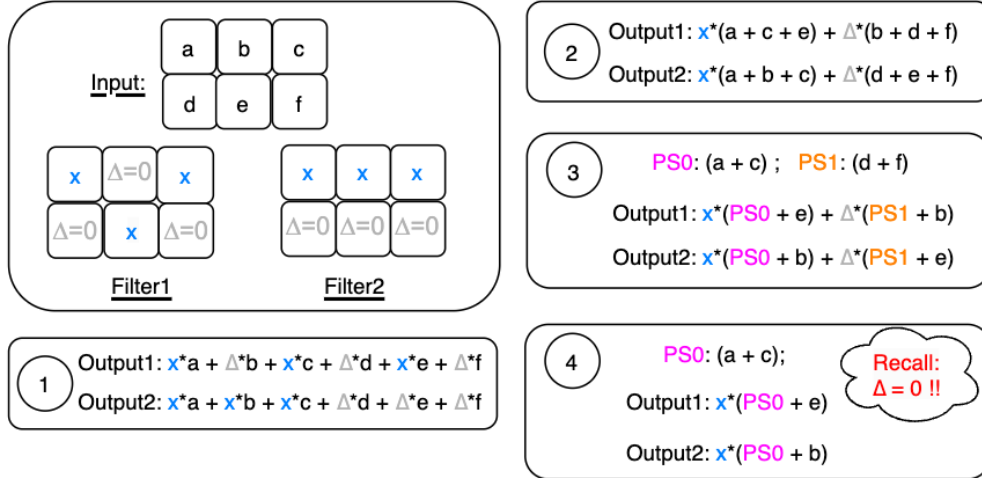 Input:
a b c
d e f
x Δ=0 x
Δ=0 x Δ=0
Filter1
x x x
Δ=0 Δ=0 Δ=0
Filter2
1
Output1: x*a + Δ*b + x*c + Δ*d + x*e + Δ*f
Output2: x*a + x*b + x*c + Δ*d + Δ*e + Δ*f
2
Output1: x*(a + c + e) + Δ*(b + d + f)
Output2: x*(a + b + c) + Δ*(d + e + f)
3
PS0: (a + c) ; PS1: (d + f)
Output1: x*(PS0 + e) + Δ*(PS1 + b)
Output2: x*(PS0 + b) + Δ*(PS1 + e)
4
PS0: (a + c);
Output1: x*(PS0 + e)
Output2: x*(PS0 + b)
Recall:
Δ = 0 !!